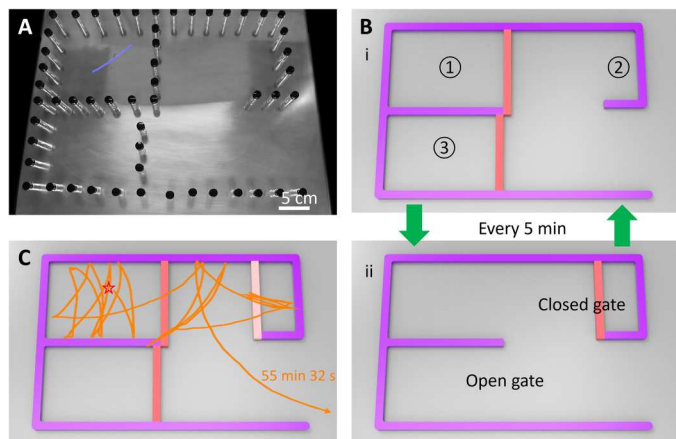 A
5 cm
B
i
①
②
③
Every 5 min
C
55 min 32 s
ii
Closed gate
Open gate